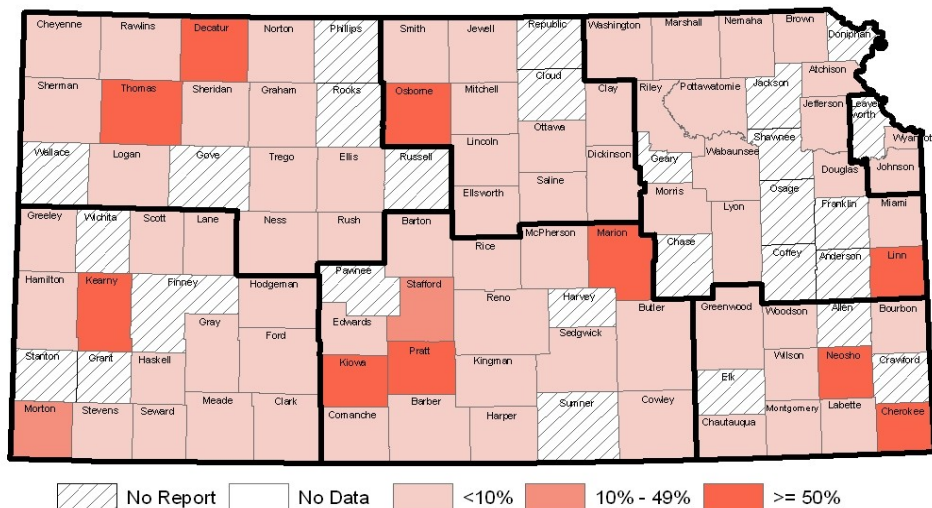 Cheyenne Rawlins Decatur Norton Phillips Smith Jewell Republic Washington Marshall Nemaha Brown Doniphan
Sherman Thomas Sheridan Graham Rooks Osborne Mitchell Cloud Clay Riley Pottawatomie Jackson Atchison
Jefferson Leave
worth
Wyandot
Wallace Logan Gove Trego Ellis Russell Lincoln Ottawa Dickinson Geary Wabaunsee Shawnee Douglas Johnson
Ellsworth Saline Morris Lyon Osage Franklin Miami
Greeley Wichita Scott Lane Ness Rush Barton Rice McPherson Marion Chase Coffey Anderson Linn
Hamilton Kearny Finney Hodgeman Pawnee Stafford Reno Harvey Butler Greenwood Woodson Allen Bourbon
Gray Ford Edwards Sedgwick
Stanton Grant Haskell Kiowa Pratt Kingman Elk Wilson Neosho Crawford
Morton Stevens Seward Meade Clark Comanche Barber Harper Sumner Cowley Chautauqua Montgomery Labette Cherokee
No Report No Data <10% 10% - 49% >= 50%